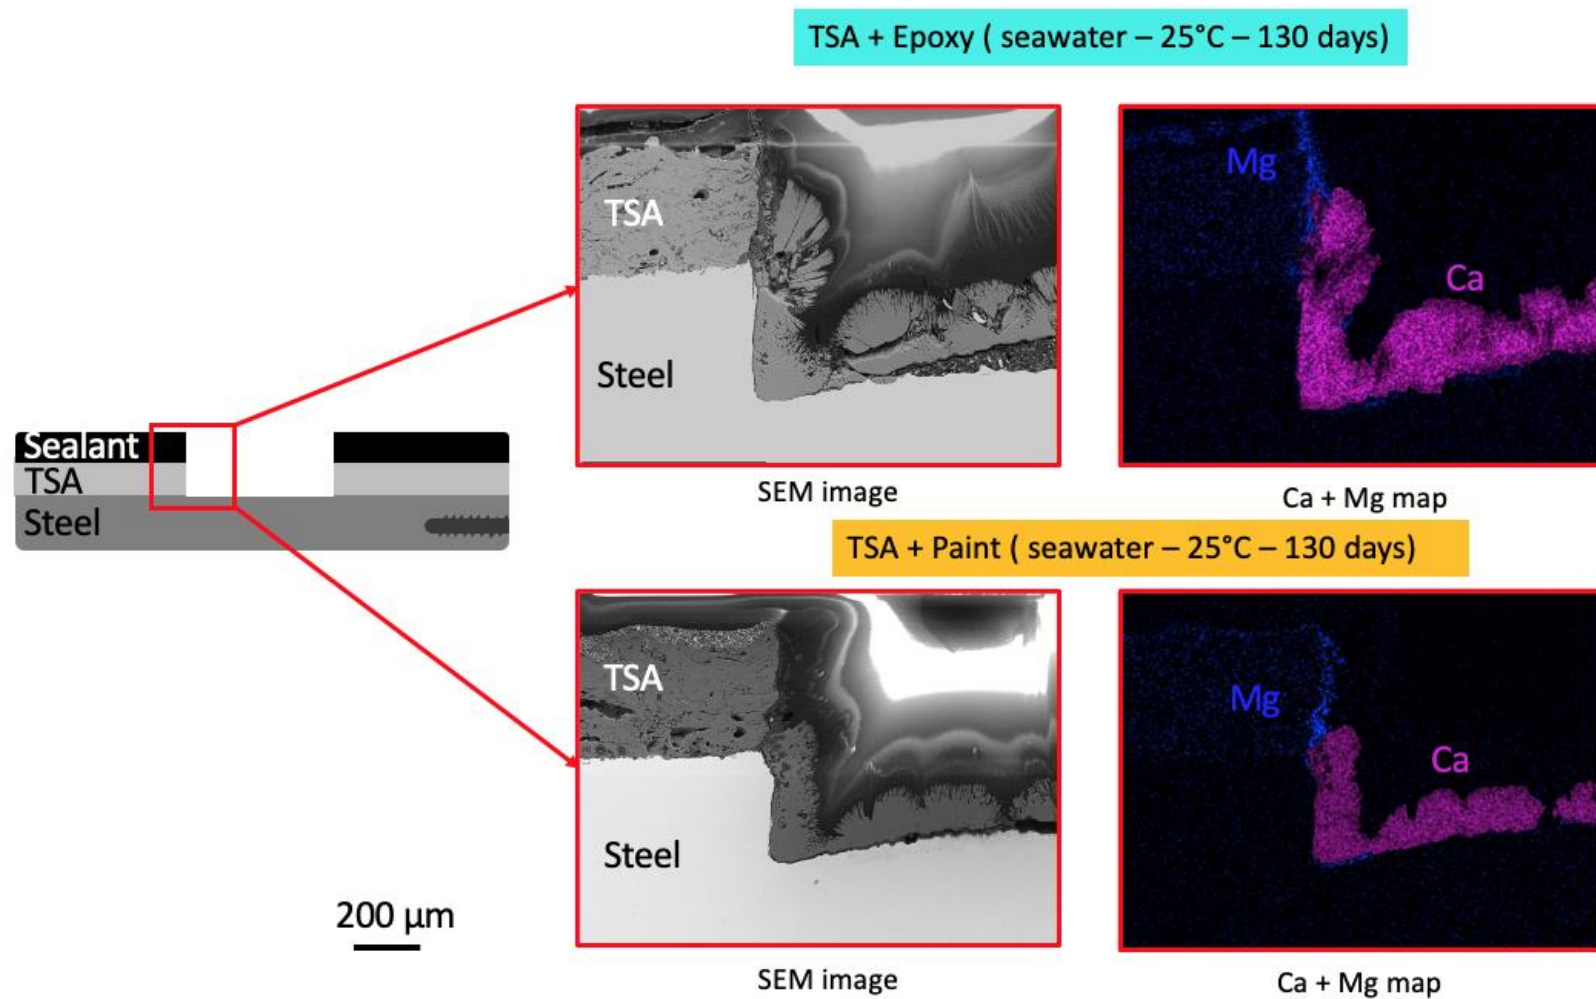 TSA + Epoxy ( seawater – 25°C – 130 days)
TSA
Steel
Mg
Ca
SEM image
Ca + Mg map
Sealant
TSA
Steel
TSA + Paint ( seawater – 25°C – 130 days)
TSA
Steel
Mg
Ca
200 µm
SEM image
Ca + Mg map